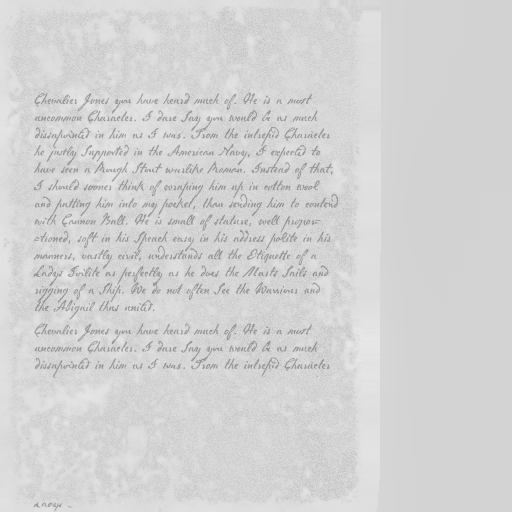 Chevalier Jones you have heard much of. He is a most
uncommon Character. I dare Say you would be as much
dissapointed in him as I was. From the intrepid Character
he justly Supported in the American Navy, I expected to
have seen a Rough Stout warlike Roman. Instead of that,
I should sooner think of wraping him up in cotton wool
and putting him into my pocket, than sending him to contend
with Cannon Ball. He is small of stature, well propor=
=tioned, soft in his Speach easy in his address polite in his
manners, vastly civil, understands all the Etiquette of a
Ladys Toilite as perfectly as he does the Masts Sails and
rigging of a Ship. We do not often See the Warriour and
the Abigail thus united.
Chevalier Jones you have heard much of. He is a most
uncommon Character. I dare Say you would be as much
dissapointed in him as I was. From the intrepid Character